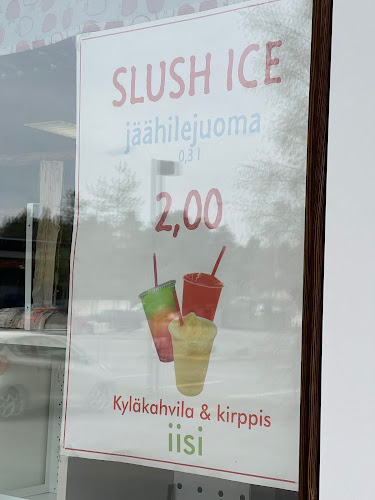 SLUSH ICE
jäähilejuoma
0,3 l
2,00
Kyläkahvila & kirppis
iisi